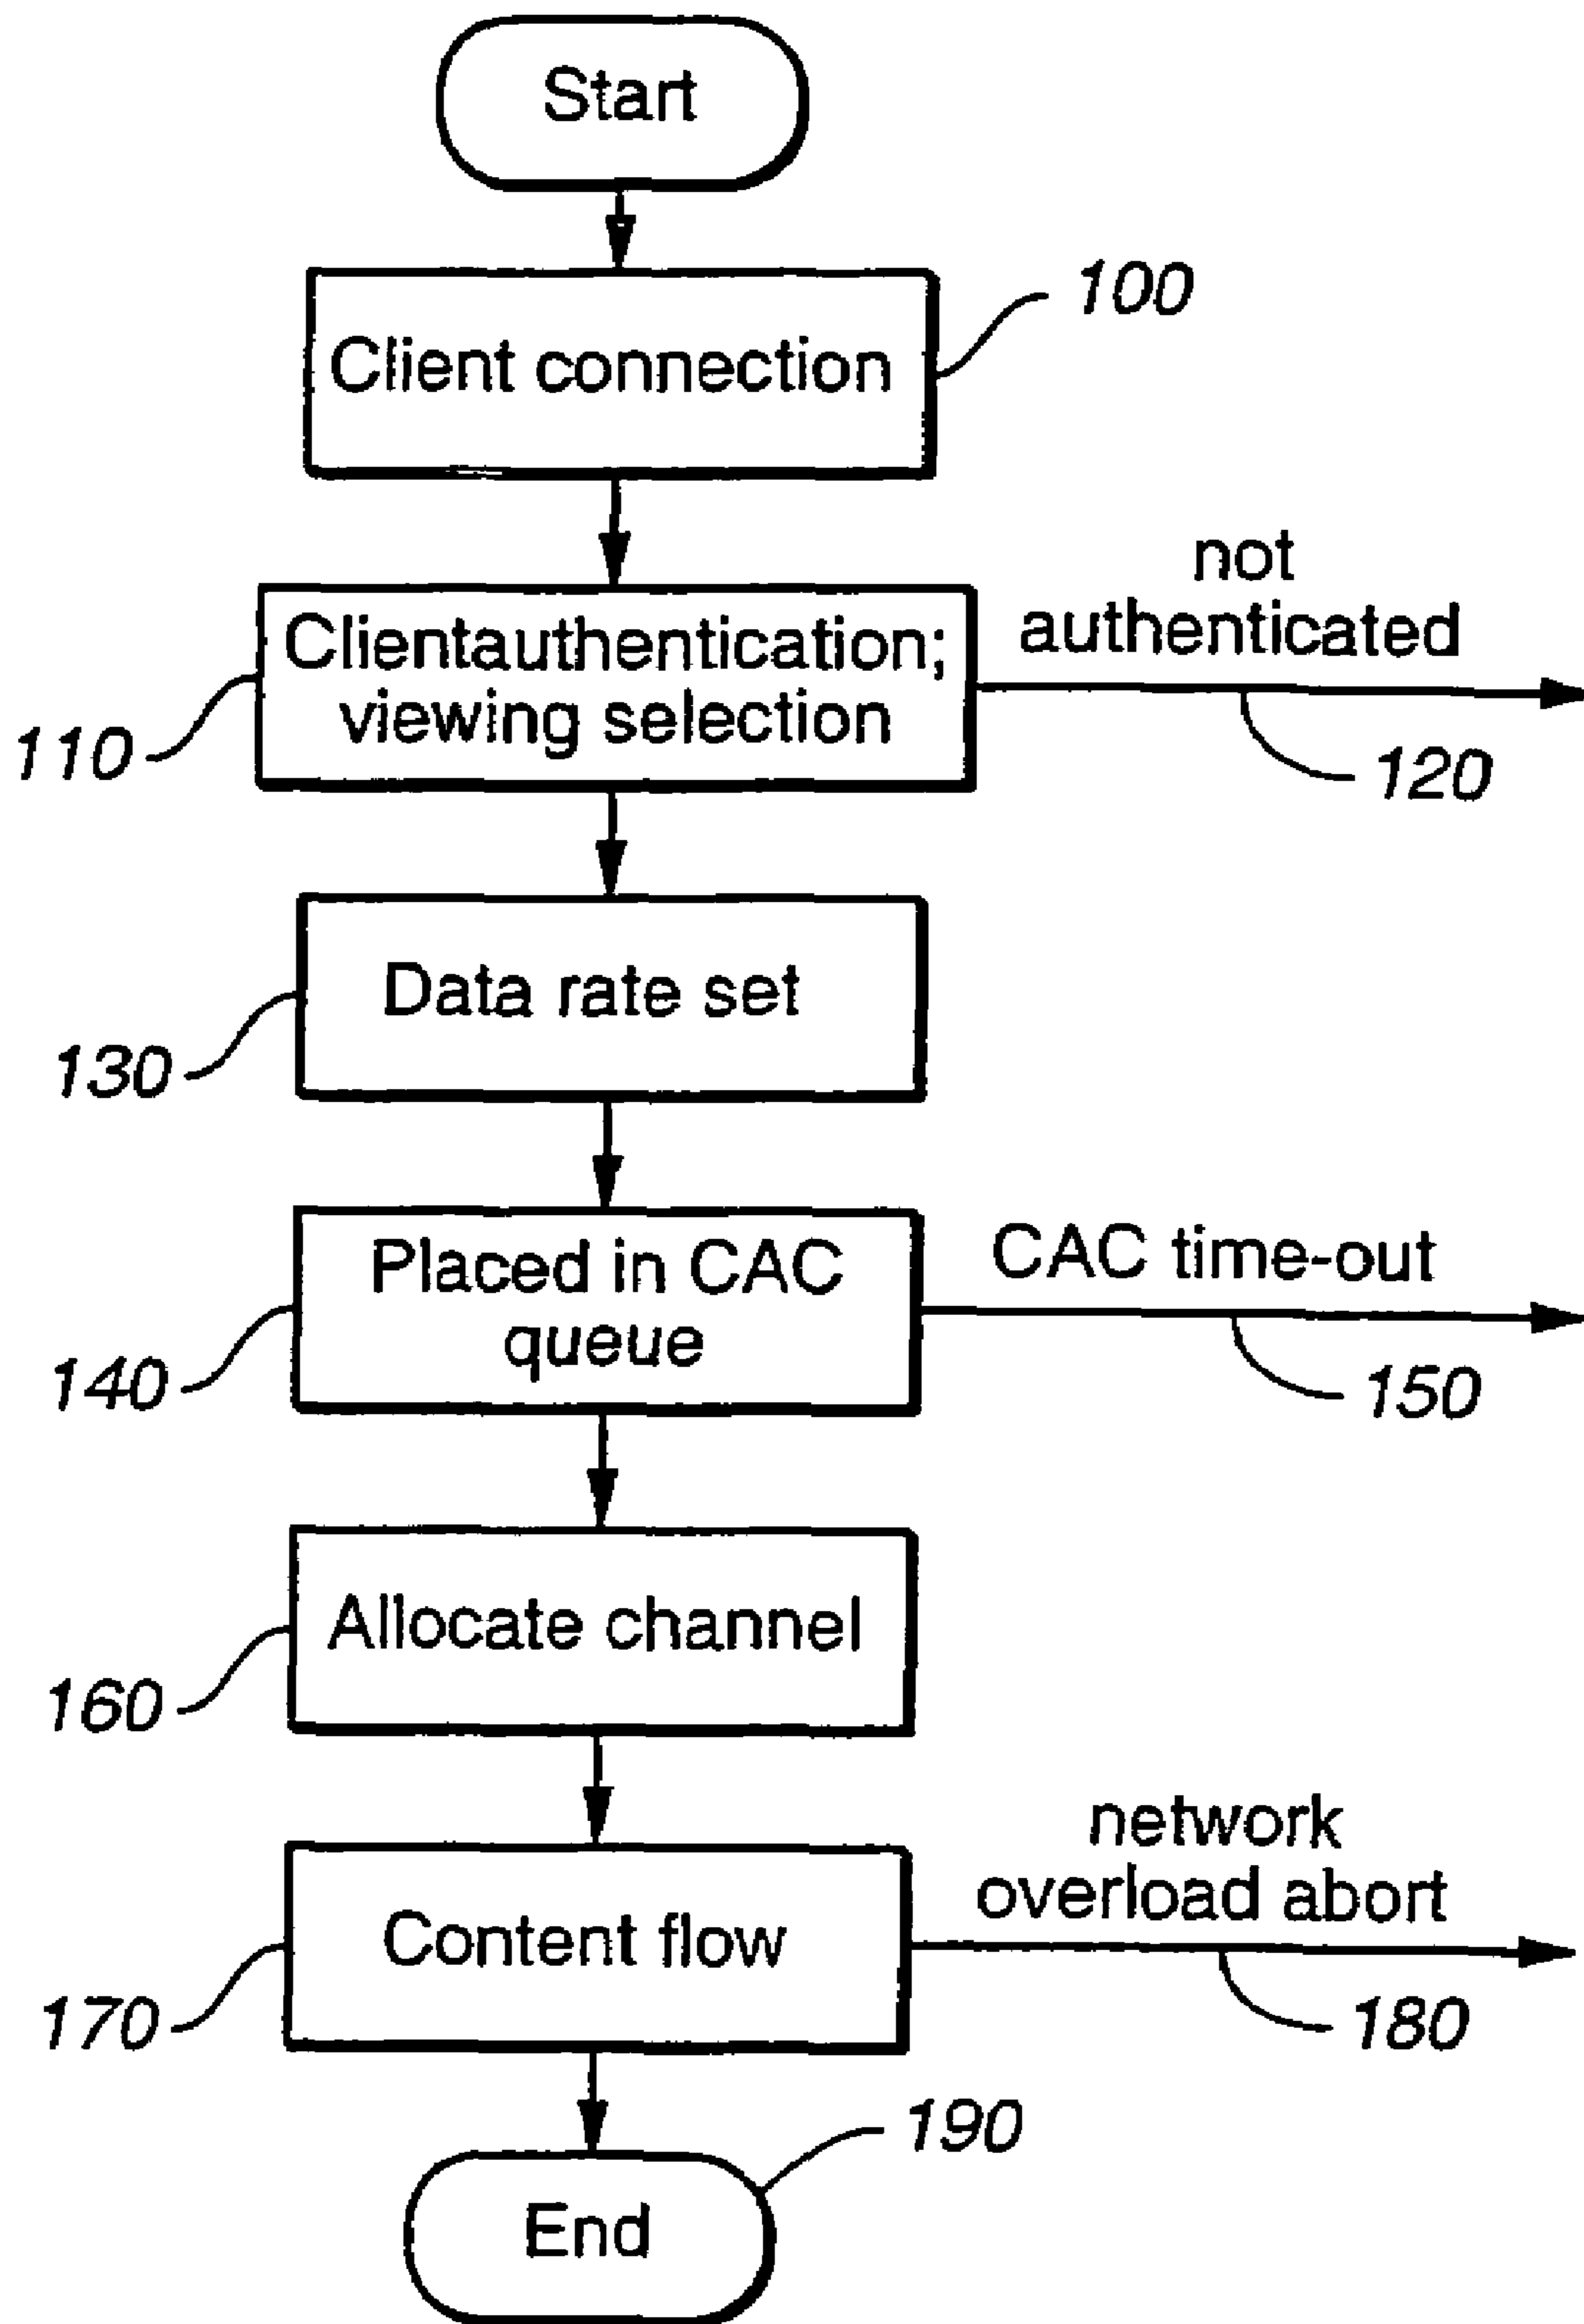 Start
Client connection
100
Clientauthentication;
viewing selection
110
not
authenticated
120
Data rate set
130
Placed in CAC
queue
140
CAC time-out
150
Allocate channel
160
Content flow
170
network
overload abort
180
End
190